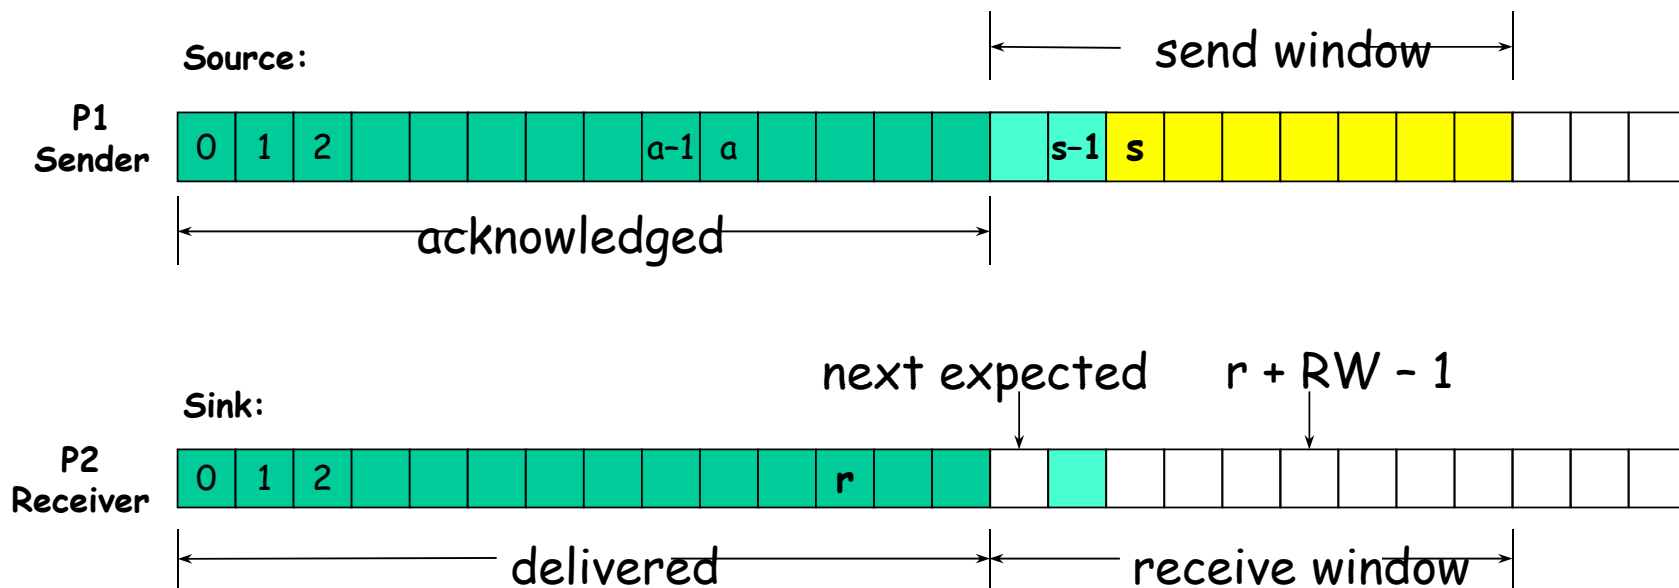 Source:
send window
P1
Sender
0 1 2 a-1 a s-1 s
acknowledged
next expected r + RW - 1
Sink:
P2
Receiver
0 1 2 r
delivered receive window